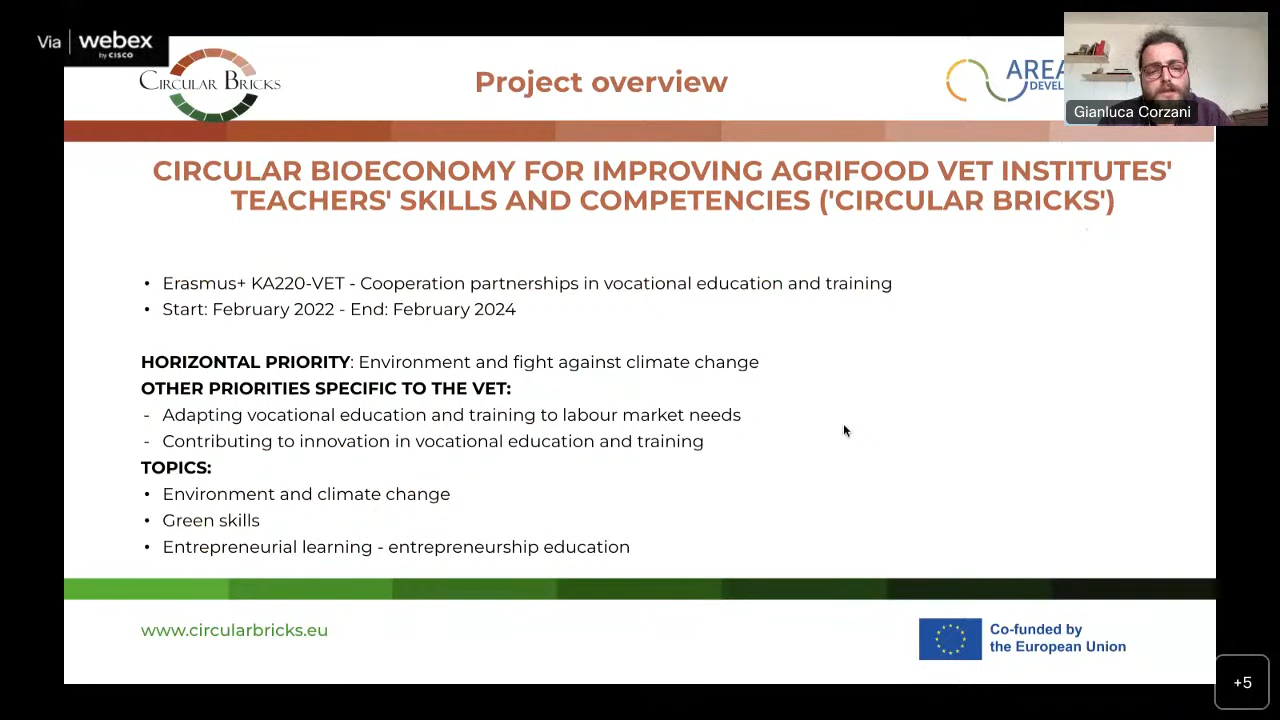 Via webex
by CISCO
CIRCULAR BRICKS
Project overview
AREA
Gianluca Corzani
CIRCULAR BIOECONOMY FOR IMPROVING AGRIFOOD VET INSTITUTES'
TEACHERS' SKILLS AND COMPETENCIES ('CIRCULAR BRICKS')
• Erasmus+ KA220-VET - Cooperation partnerships in vocational education and training
• Start: February 2022 - End: February 2024
HORIZONTAL PRIORITY: Environment and fight against climate change
OTHER PRIORITIES SPECIFIC TO THE VET:
- Adapting vocational education and training to labour market needs
- Contributing to innovation in vocational education and training
TOPICS:
• Environment and climate change
• Green skills
• Entrepreneurial learning - entrepreneurship education
www.circularbricks.eu
Co-funded by
the European Union
+5